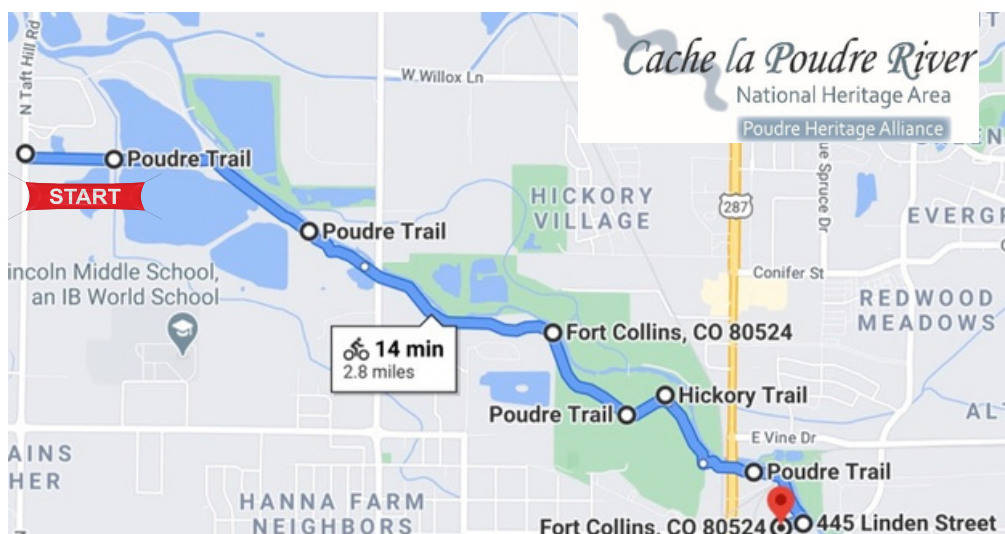 N Taft Hill Rd
W. Willox Ln
Cache la Poudre River
National Heritage Area
Poudre Heritage Alliance
Poudre Trail
START
HICKORY
VILLAGE
287
EVERG
Poudre Trail
incoln Middle School,
an IB World School
Conifer St
REDWOOD
MEADOWS
14 min
2.8 miles
Fort Collins, CO 80524
Hickory Trail
Poudre Trail
ALT
E Vine Dr
AINS
HER
Poudre Trail
HANNA FARM
NEIGHBORS
Fort Collins, CO 80524
445 Linden Street